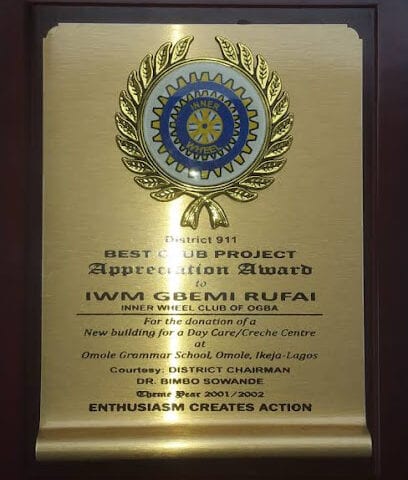 INNER
WHEEL
District 911
BEST CLUB PROJECT
Appreciation Award
to
IWM GBEMI RUFAI
INNER WHEEL CLUB OF OGBA
For the donation of a
New building for a Day Care/Creche Centre
at
Omole Grammar School, Omole, Ikeja-Lagos
Courtesy: DISTRICT CHAIRMAN
DR. BIMBO SOWANDE
Theme Year 2001/2002
ENTHUSIASM CREATES ACTION